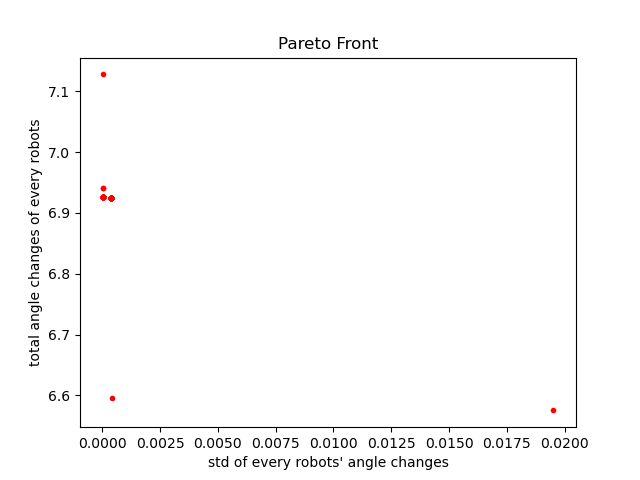 Pareto Front
total angle changes of every robots
7.1
7.0
6.9
6.8
6.7
6.6
0.0000 0.0025 0.0050 0.0075 0.0100 0.0125 0.0150 0.0175 0.0200
std of every robots' angle changes